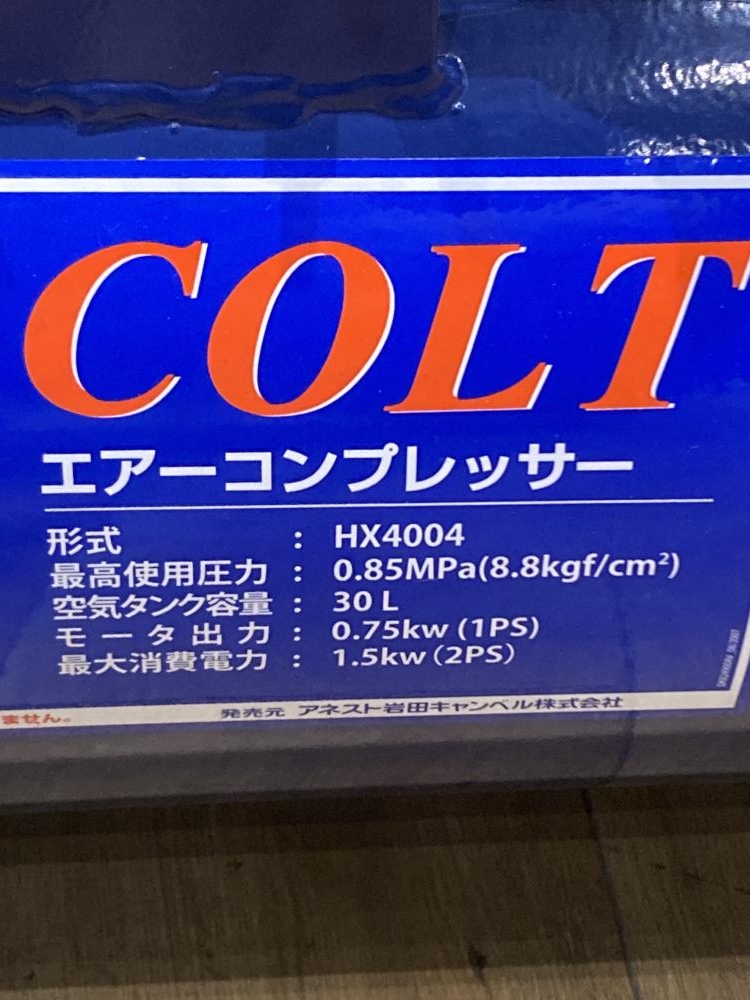 COLT
エアーコンプレッサー
形式 : HX4004
最高使用圧力 : 0.85MPa(8.8kgf/cm²)
空気タンク容量 : 30 L
モータ出力 : 0.75kw (1PS)
最大消費電力 : 1.5kw (2PS)
ません。 発売元 アネスト岩田キャンベル株式会社